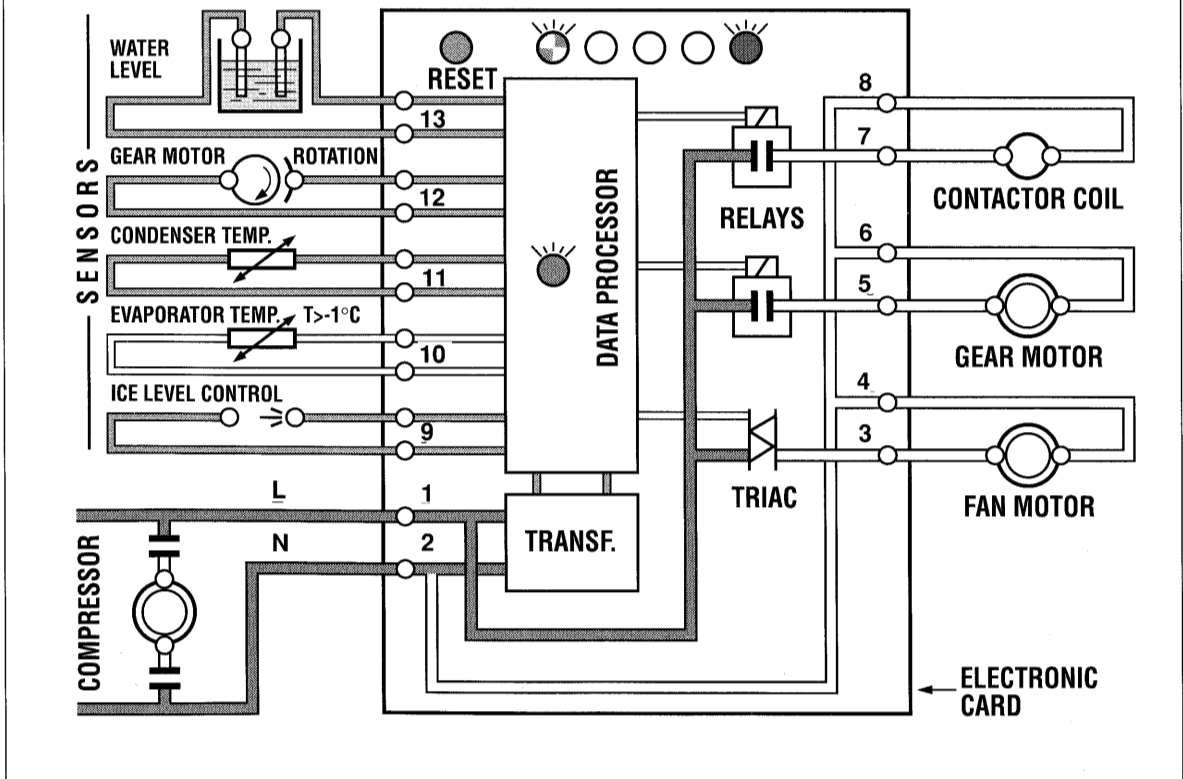 WATER
LEVEL
RESET
13
GEAR MOTOR
ROTATION
12
CONDENSER TEMP.
11
EVAPORATOR TEMP. T>-1°C
10
ICE LEVEL CONTROL
9
SENSORS
L
1
N
2
COMPRESSOR
DATA PROCESSOR
TRANSF.
RELAYS
TRIAC
8
7
CONTACTOR COIL
6
5
GEAR MOTOR
4
3
FAN MOTOR
ELECTRONIC
CARD